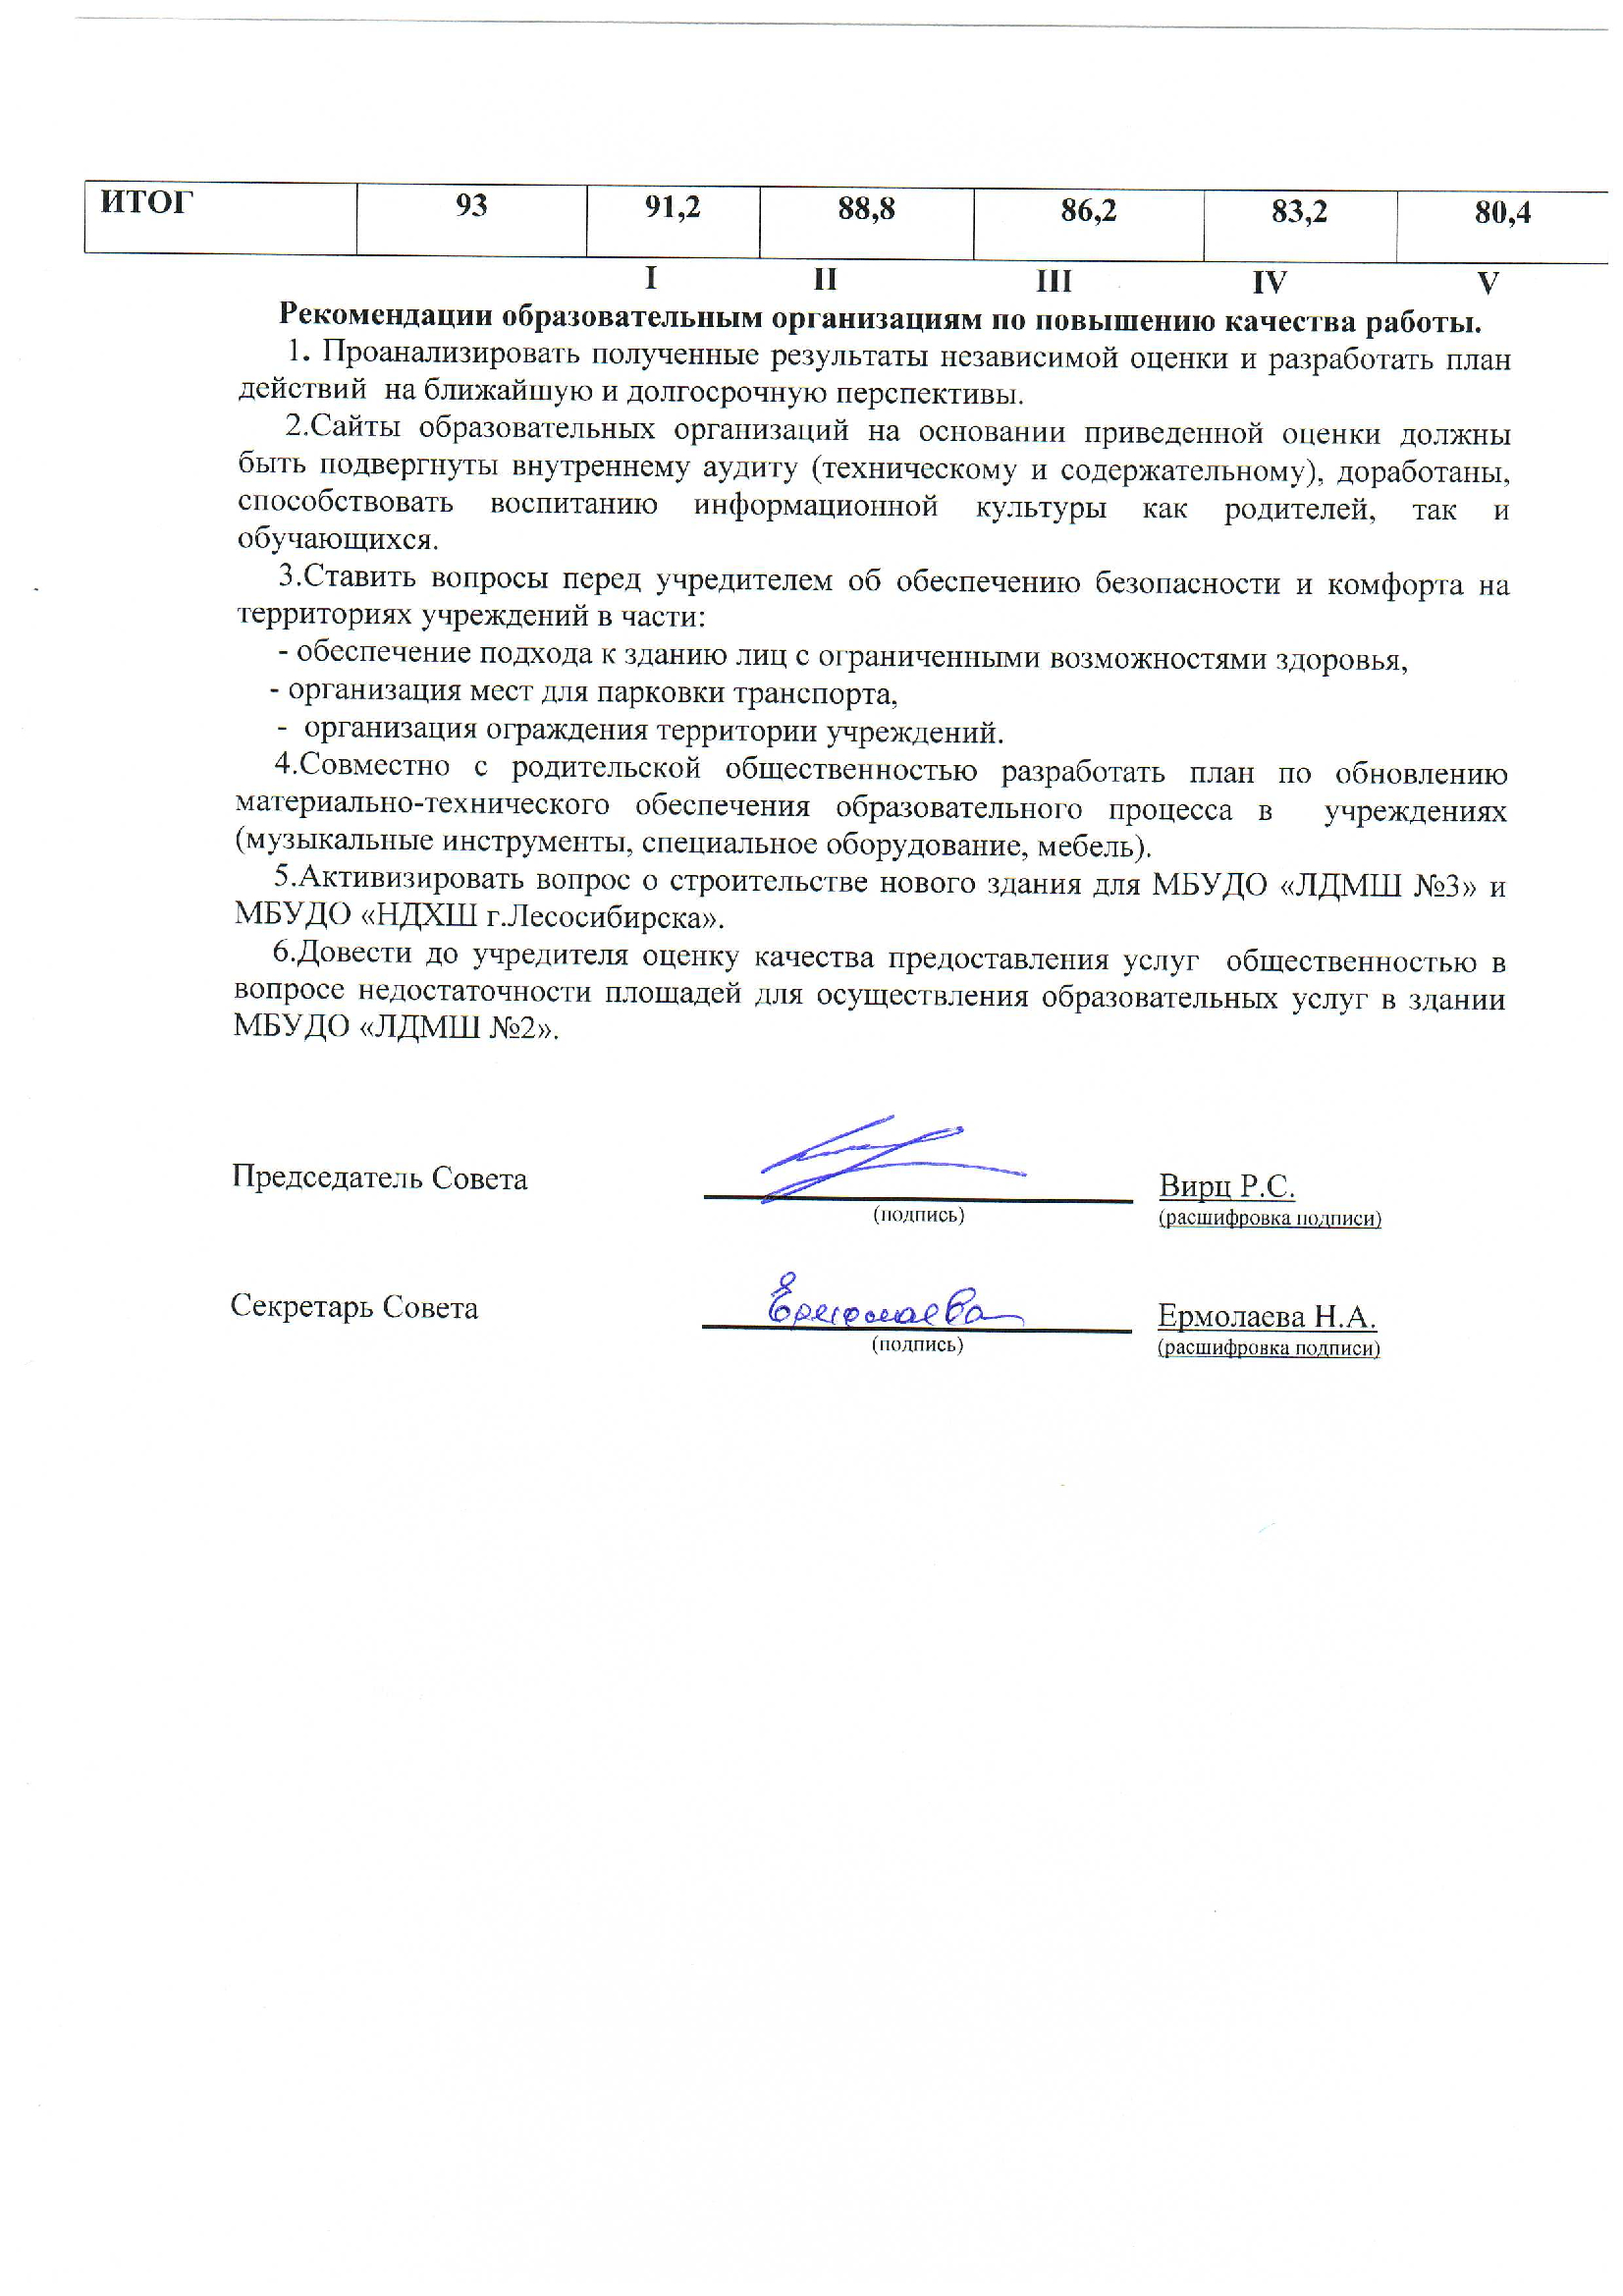 ИТОГ 93 91,2 88,8 86,2 83,2 80,4
I II III IV V
Рекомендации образовательным организациям по повышению качества работы.
1. Проанализировать полученные результаты независимой оценки и разработать план
действий на ближайшую и долгосрочную перспективы.
2.Сайты образовательных организаций на основании приведенной оценки должны
быть подвергнуты внутреннему аудиту (техническому и содержательному), доработаны,
способствовать воспитанию информационной культуры как родителей, так и
обучающихся.
3.Ставить вопросы перед учредителем об обеспечению безопасности и комфорта на
территориях учреждений в части:
- обеспечение подхода к зданию лиц с ограниченными возможностями здоровья,
- организация мест для парковки транспорта,
- организация ограждения территории учреждений.
4.Совместно с родительской общественностью разработать план по обновлению
материально-технического обеспечения образовательного процесса в учреждениях
(музыкальные инструменты, специальное оборудование, мебель).
5.Активизировать вопрос о строительстве нового здания для МБУДО «ЛДМШ №3» и
МБУДО «НДХШ г.Лесосибирска».
6.Довести до учредителя оценку качества предоставления услуг общественностью в
вопросе недостаточности площадей для осуществления образовательных услуг в здании
МБУДО «ЛДМШ №2».
Председатель Совета Вирц Р.С.
(подпись) (расшифровка подписи)
Ермолаева
Секретарь Совета Ермолаева Н.А.
(подпись) (расшифровка подписи)